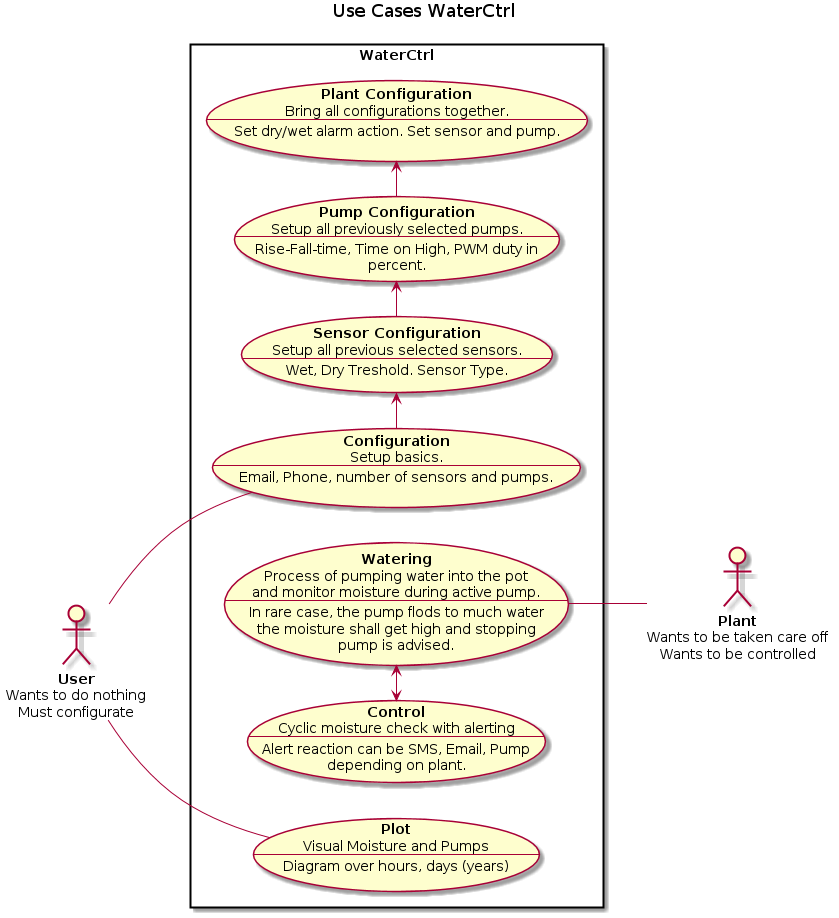 Use Cases WaterCtrl
WaterCtrl
Plant Configuration
Bring all configurations together.
Set dry/wet alarm action. Set sensor and pump.
Pump Configuration
Setup all previously selected pumps.
Rise-Fall-time, Time on High, PWM duty in
percent.
Sensor Configuration
Setup all previous selected sensors.
Wet, Dry Treshold. Sensor Type.
Configuration
Setup basics.
Email, Phone, number of sensors and pumps.
Watering
Process of pumping water into the pot
and monitor moisture during active pump.
In rare case, the pump flods to much water
the moisture shall get high and stopping
pump is advised.
Plant
Wants to be taken care off
Wants to be controlled
User
Wants to do nothing
Must configurate
Control
Cyclic moisture check with alerting
Alert reaction can be SMS, Email, Pump
depending on plant.
Plot
Visual Moisture and Pumps
Diagram over hours, days (years)